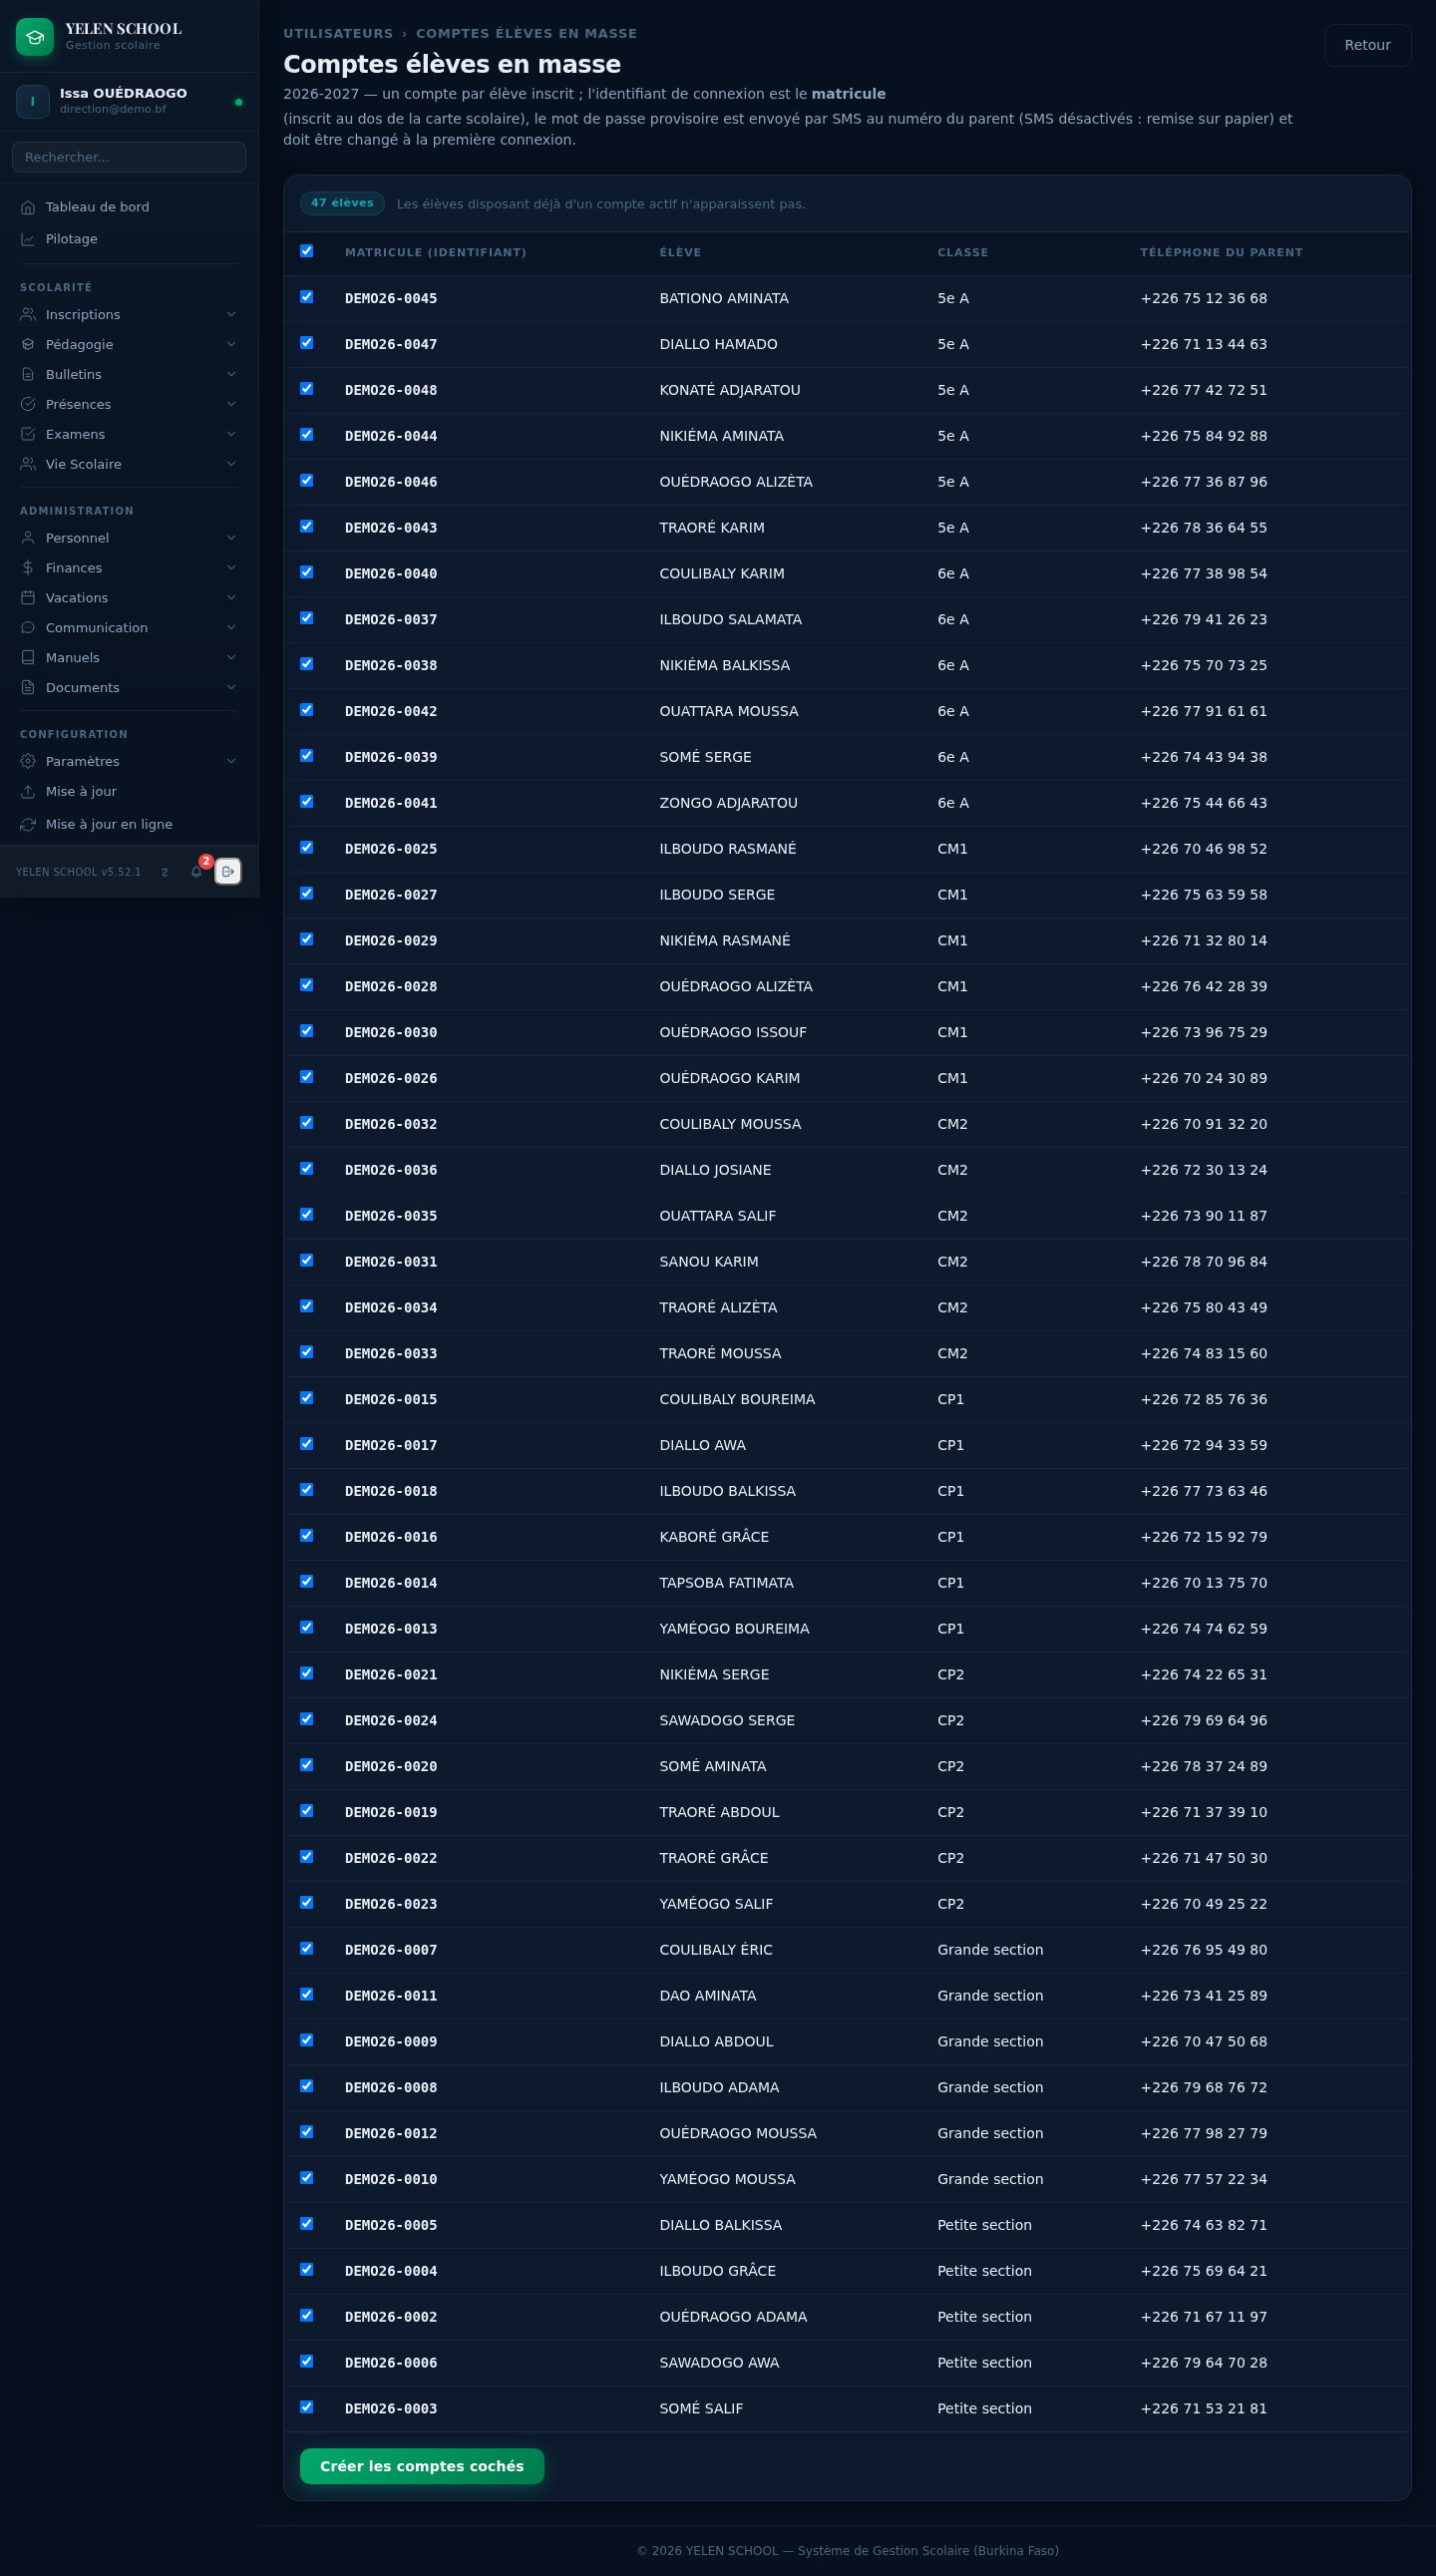 YELEN SCHOOL
Gestion scolaire
I
Issa OUÉDRAOGO
direction@demo.bf
Rechercher...
Tableau de bord
Pilotage
SCOLARITÉ
Inscriptions
Pédagogie
Bulletins
Présences
Examens
Vie Scolaire
ADMINISTRATION
Personnel
Finances
Vacations
Communication
Manuels
Documents
CONFIGURATION
Paramètres
Mise à jour
Mise à jour en ligne
YELEN SCHOOL v5.52.1
2
UTILISATEURS › COMPTES ÉLÈVES EN MASSE
Comptes élèves en masse
2026-2027 — un compte par élève inscrit ; l'identifiant de connexion est le matricule
(inscrit au dos de la carte scolaire), le mot de passe provisoire est envoyé par SMS au numéro du parent (SMS désactivés : remise sur papier) et
doit être changé à la première connexion.
Retour
47 élèves Les élèves disposant déjà d'un compte actif n'apparaissent pas.
MATRICULE (IDENTIFIANT) ÉLÈVE CLASSE TÉLÉPHONE DU PARENT
DEMO26-0045 BATIONO AMINATA 5e A +226 75 12 36 68
DEMO26-0047 DIALLO HAMADO 5e A +226 71 13 44 63
DEMO26-0048 KONATÉ ADJARATOU 5e A +226 77 42 72 51
DEMO26-0044 NIKIÉMA AMINATA 5e A +226 75 84 92 88
DEMO26-0046 OUÉDRAOGO ALIZÈTA 5e A +226 77 36 87 96
DEMO26-0043 TRAORÉ KARIM 5e A +226 78 36 64 55
DEMO26-0040 COULIBALY KARIM 6e A +226 77 38 98 54
DEMO26-0037 ILBOUDO SALAMATA 6e A +226 79 41 26 23
DEMO26-0038 NIKIÉMA BALKISSA 6e A +226 75 70 73 25
DEMO26-0042 OUATTARA MOUSSA 6e A +226 77 91 61 61
DEMO26-0039 SOMÉ SERGE 6e A +226 74 43 94 38
DEMO26-0041 ZONGO ADJARATOU 6e A +226 75 44 66 43
DEMO26-0025 ILBOUDO RASMANÉ CM1 +226 70 46 98 52
DEMO26-0027 ILBOUDO SERGE CM1 +226 75 63 59 58
DEMO26-0029 NIKIÉMA RASMANÉ CM1 +226 71 32 80 14
DEMO26-0028 OUÉDRAOGO ALIZÈTA CM1 +226 76 42 28 39
DEMO26-0030 OUÉDRAOGO ISSOUF CM1 +226 73 96 75 29
DEMO26-0026 OUÉDRAOGO KARIM CM1 +226 70 24 30 89
DEMO26-0032 COULIBALY MOUSSA CM2 +226 70 91 32 20
DEMO26-0036 DIALLO JOSIANE CM2 +226 72 30 13 24
DEMO26-0035 OUATTARA SALIF CM2 +226 73 90 11 87
DEMO26-0031 SANOU KARIM CM2 +226 78 70 96 84
DEMO26-0034 TRAORÉ ALIZÈTA CM2 +226 75 80 43 49
DEMO26-0033 TRAORÉ MOUSSA CM2 +226 74 83 15 60
DEMO26-0015 COULIBALY BOUREIMA CP1 +226 72 85 76 36
DEMO26-0017 DIALLO AWA CP1 +226 72 94 33 59
DEMO26-0018 ILBOUDO BALKISSA CP1 +226 77 73 63 46
DEMO26-0016 KABORÉ GRÂCE CP1 +226 72 15 92 79
DEMO26-0014 TAPSOBA FATIMATA CP1 +226 70 13 75 70
DEMO26-0013 YAMÉOGO BOUREIMA CP1 +226 74 74 62 59
DEMO26-0021 NIKIÉMA SERGE CP2 +226 74 22 65 31
DEMO26-0024 SAWADOGO SERGE CP2 +226 79 69 64 96
DEMO26-0020 SOMÉ AMINATA CP2 +226 78 37 24 89
DEMO26-0019 TRAORÉ ABDOUL CP2 +226 71 37 39 10
DEMO26-0022 TRAORÉ GRÂCE CP2 +226 71 47 50 30
DEMO26-0023 YAMÉOGO SALIF CP2 +226 70 49 25 22
DEMO26-0007 COULIBALY ÉRIC Grande section +226 76 95 49 80
DEMO26-0011 DAO AMINATA Grande section +226 73 41 25 89
DEMO26-0009 DIALLO ABDOUL Grande section +226 70 47 50 68
DEMO26-0008 ILBOUDO ADAMA Grande section +226 79 68 76 72
DEMO26-0012 OUÉDRAOGO MOUSSA Grande section +226 77 98 27 79
DEMO26-0010 YAMÉOGO MOUSSA Grande section +226 77 57 22 34
DEMO26-0005 DIALLO BALKISSA Petite section +226 74 63 82 71
DEMO26-0004 ILBOUDO GRÂCE Petite section +226 75 69 64 21
DEMO26-0002 OUÉDRAOGO ADAMA Petite section +226 71 67 11 97
DEMO26-0006 SAWADOGO AWA Petite section +226 79 64 70 28
DEMO26-0003 SOMÉ SALIF Petite section +226 71 53 21 81
Créer les comptes cochés
© 2026 YELEN SCHOOL — Système de Gestion Scolaire (Burkina Faso)